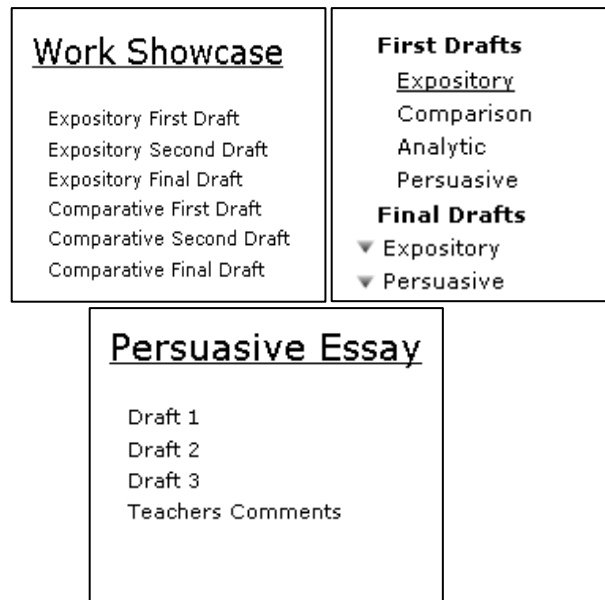 Work Showcase
Expository First Draft
Expository Second Draft
Expository Final Draft
Comparative First Draft
Comparative Second Draft
Comparative Final Draft
First Drafts
Expository
Comparison
Analytic
Persuasive
Final Drafts
Expository
Persuasive
Persuasive Essay
Draft 1
Draft 2
Draft 3
Teachers Comments